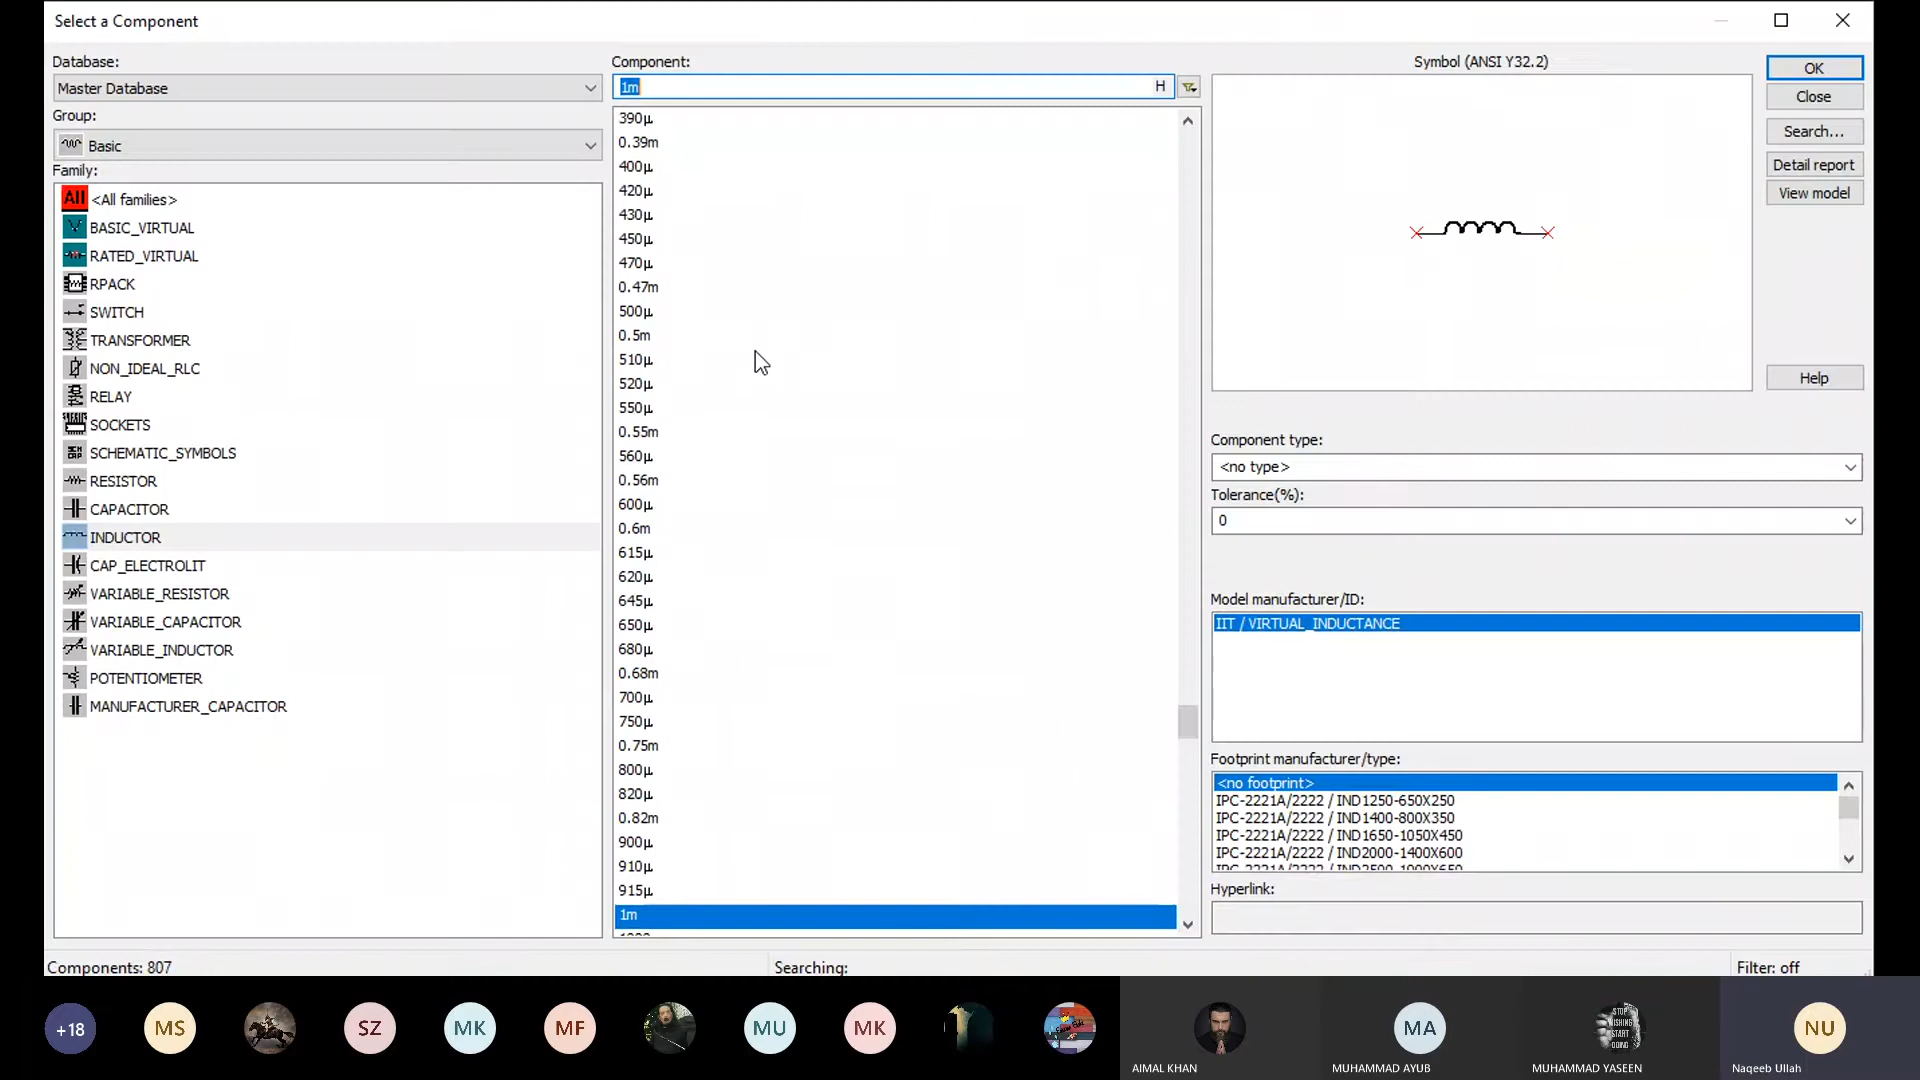 Select a Component
Database:
Master Database
Group:
Basic
Family:
All <All families>
BASIC_VIRTUAL
RATED_VIRTUAL
RPACK
SWITCH
TRANSFORMER
NON_IDEAL_RLC
RELAY
SOCKETS
SCHEMATIC_SYMBOLS
RESISTOR
CAPACITOR
INDUCTOR
CAP_ELECTROLIT
VARIABLE_RESISTOR
VARIABLE_CAPACITOR
VARIABLE_INDUCTOR
POTENTIOMETER
MANUFACTURER_CAPACITOR
Component:
1m H
390µ
0.39m
400µ
420µ
430µ
450µ
470µ
0.47m
500µ
0.5m
510µ
520µ
550µ
0.55m
560µ
0.56m
600µ
0.6m
615µ
620µ
645µ
650µ
680µ
0.68m
700µ
750µ
0.75m
800µ
820µ
0.82m
900µ
910µ
915µ
1m
Symbol (ANSI Y32.2)
OK
Close
Search...
Detail report
View model
Help
Component type:
<no type>
Tolerance(%):
0
Model manufacturer/ID:
IIT / VIRTUAL_INDUCTANCE
Footprint manufacturer/type:
<no footprint>
IPC-2221A/2222 / IND1250-650X250
IPC-2221A/2222 / IND1400-800X350
IPC-2221A/2222 / IND1650-1050X450
IPC-2221A/2222 / IND2000-1400X600
Hyperlink:
Components: 807
Searching:
Filter: off
+18
MS
SZ
MK
MF
MU
MK
AIMAL KHAN
MA
MUHAMMAD AYUB
STOP
WISHING
START
DOING
MUHAMMAD YASEEN
NU
Naqeeb Ullah